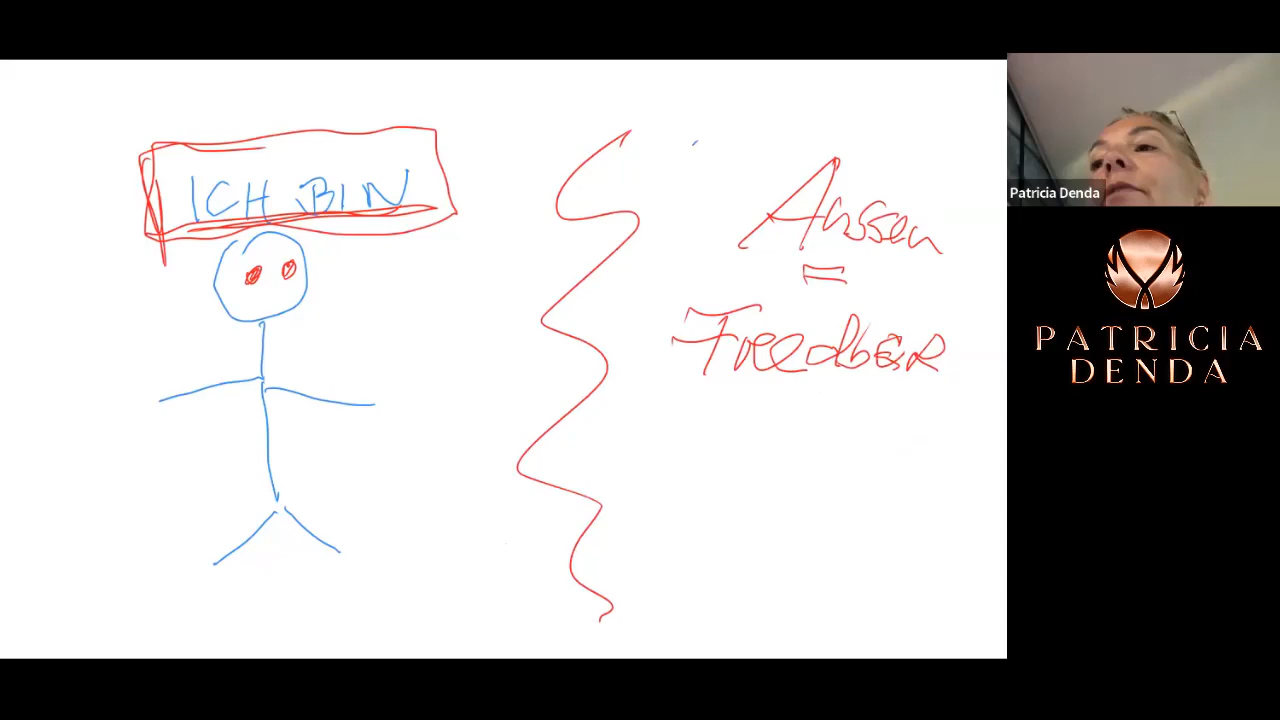 ICH BIN
Aussen
=
Feedback
Patricia Denda
PATRICIA
DENDA